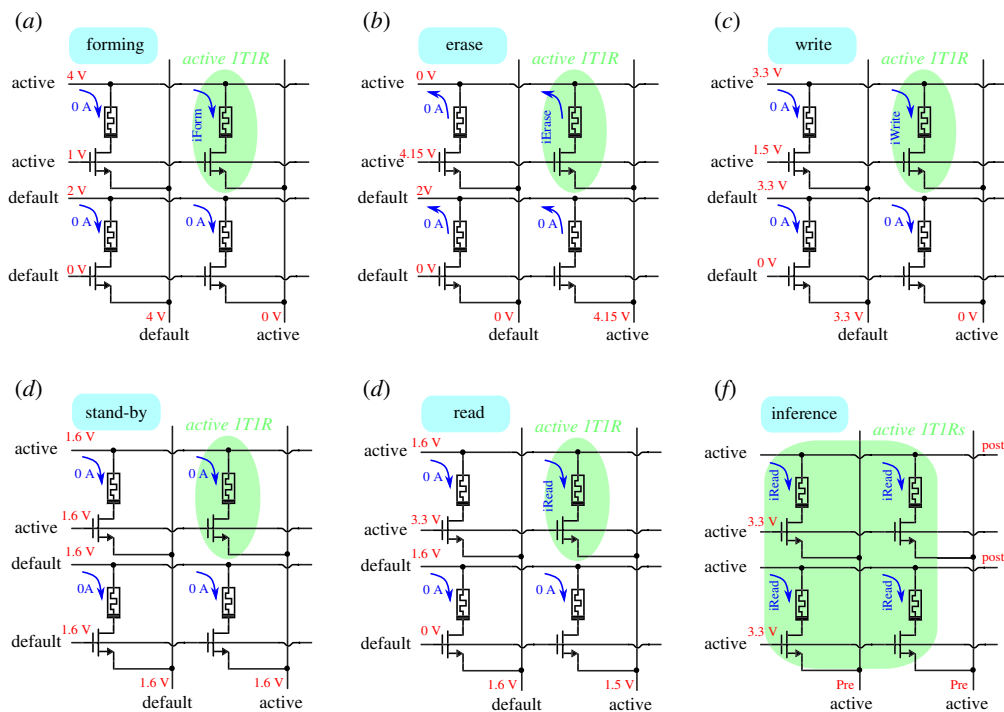 (a)
forming
active 1T1R
4 V
active
0 A
iForm
1 V
active
2 V
default
0 A
0 A
0 V
default
4 V
0 V
default
active
(b)
erase
active 1T1R
0 V
active
0 A
iErase
4.15 V
active
2V
default
0 A
0 A
0 V
default
0 V
4.15 V
default
active
(c)
write
active 1T1R
3.3 V
active
0 A
iWrite
1.5 V
active
3.3 V
default
0 A
0 A
0 V
default
3.3 V
0 V
default
active
(d)
stand-by
active 1T1R
1.6 V
active
0 A
0 A
1.6 V
active
1.6 V
default
0A
0 A
1.6 V
default
1.6 V
1.6 V
default
active
(d)
read
active 1T1R
1.6 V
active
0 A
iRead
3.3 V
active
1.6 V
default
0 A
0 A
0 V
default
1.6 V
1.5 V
default
active
(f)
inference
active 1T1Rs
post
active
iRead
iRead
3.3 V
active
post
active
iRead
iRead
3.3 V
active
Pre
Pre
active
active